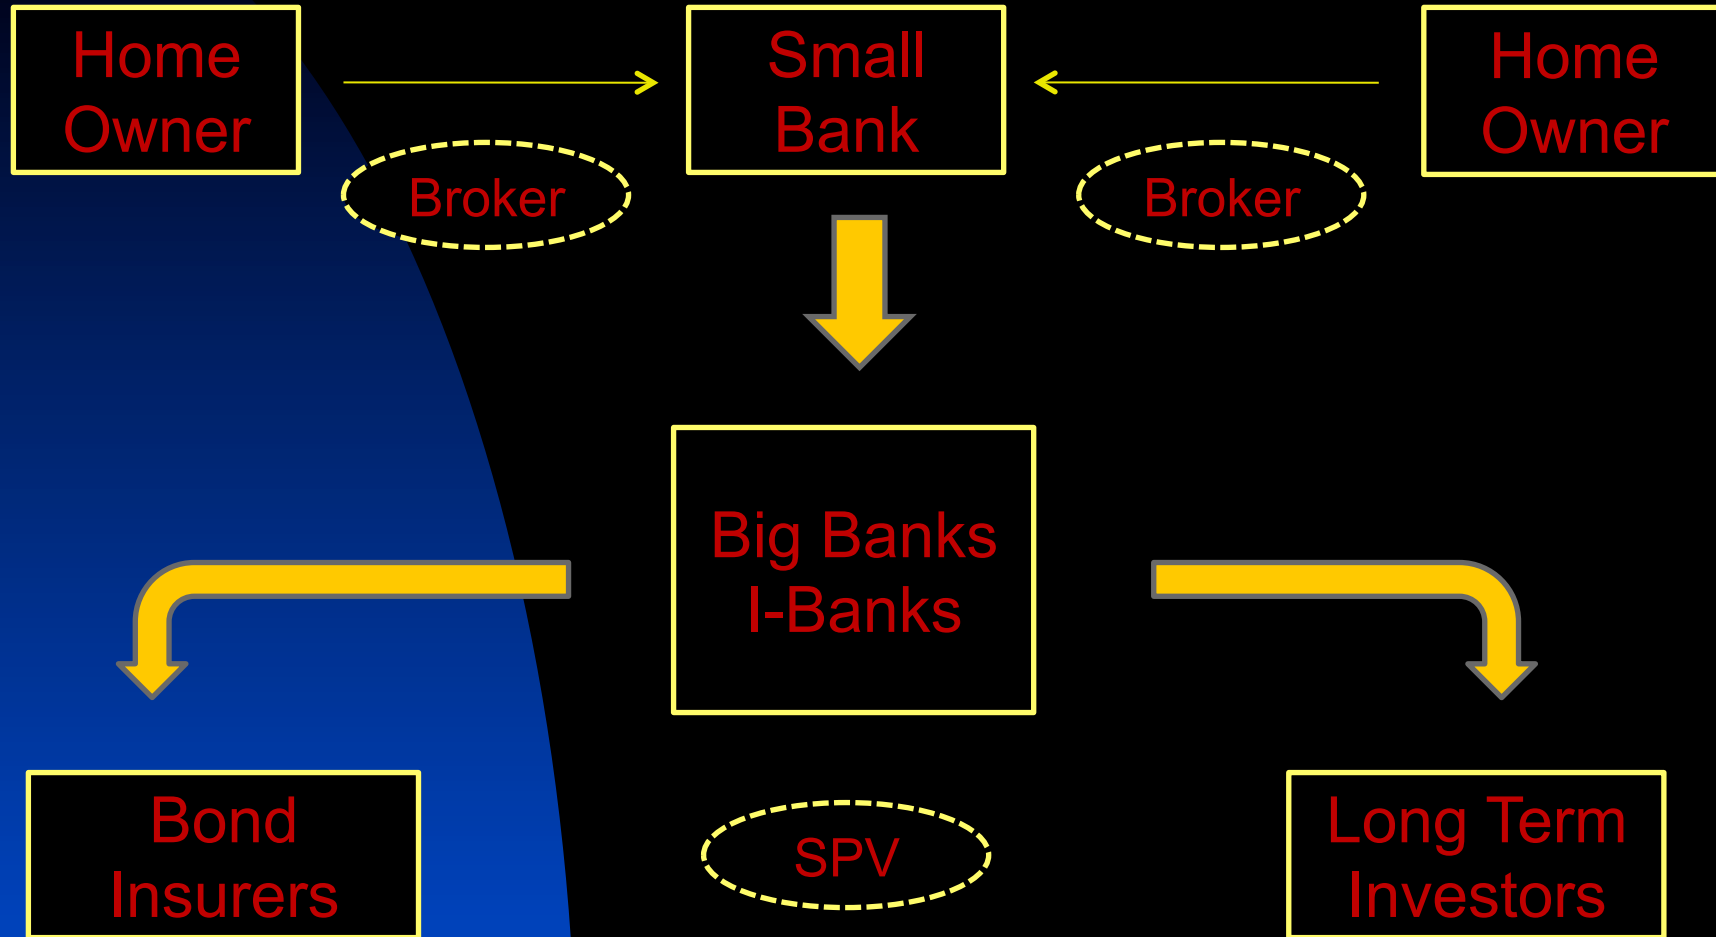 Home
Owner
Small
Bank
Home
Owner
Broker
Broker
Big Banks
I-Banks
Bond
Insurers
SPV
Long Term
Investors